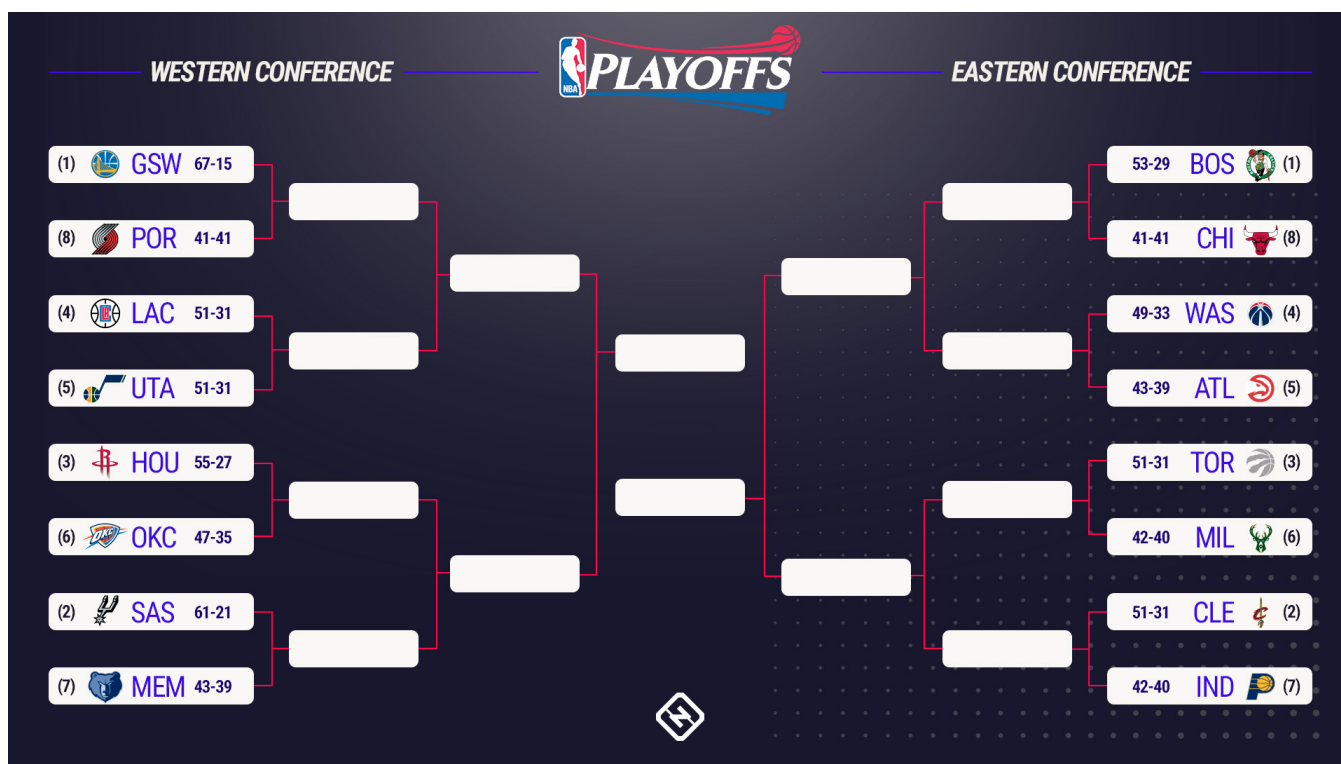 WESTERN CONFERENCE
NBA
PLAYOFFS
EASTERN CONFERENCE
(1) GSW 67-15
(8) POR 41-41
(4) LAC 51-31
(5) UTA 51-31
(3) HOU 55-27
(6) OKC OKC 47-35
(2) SAS 61-21
(7) MEM 43-39
53-29 BOS (1)
41-41 CHI (8)
49-33 WAS (4)
43-39 ATL (5)
51-31 TOR (3)
42-40 MIL (6)
51-31 CLE (2)
42-40 IND (7)